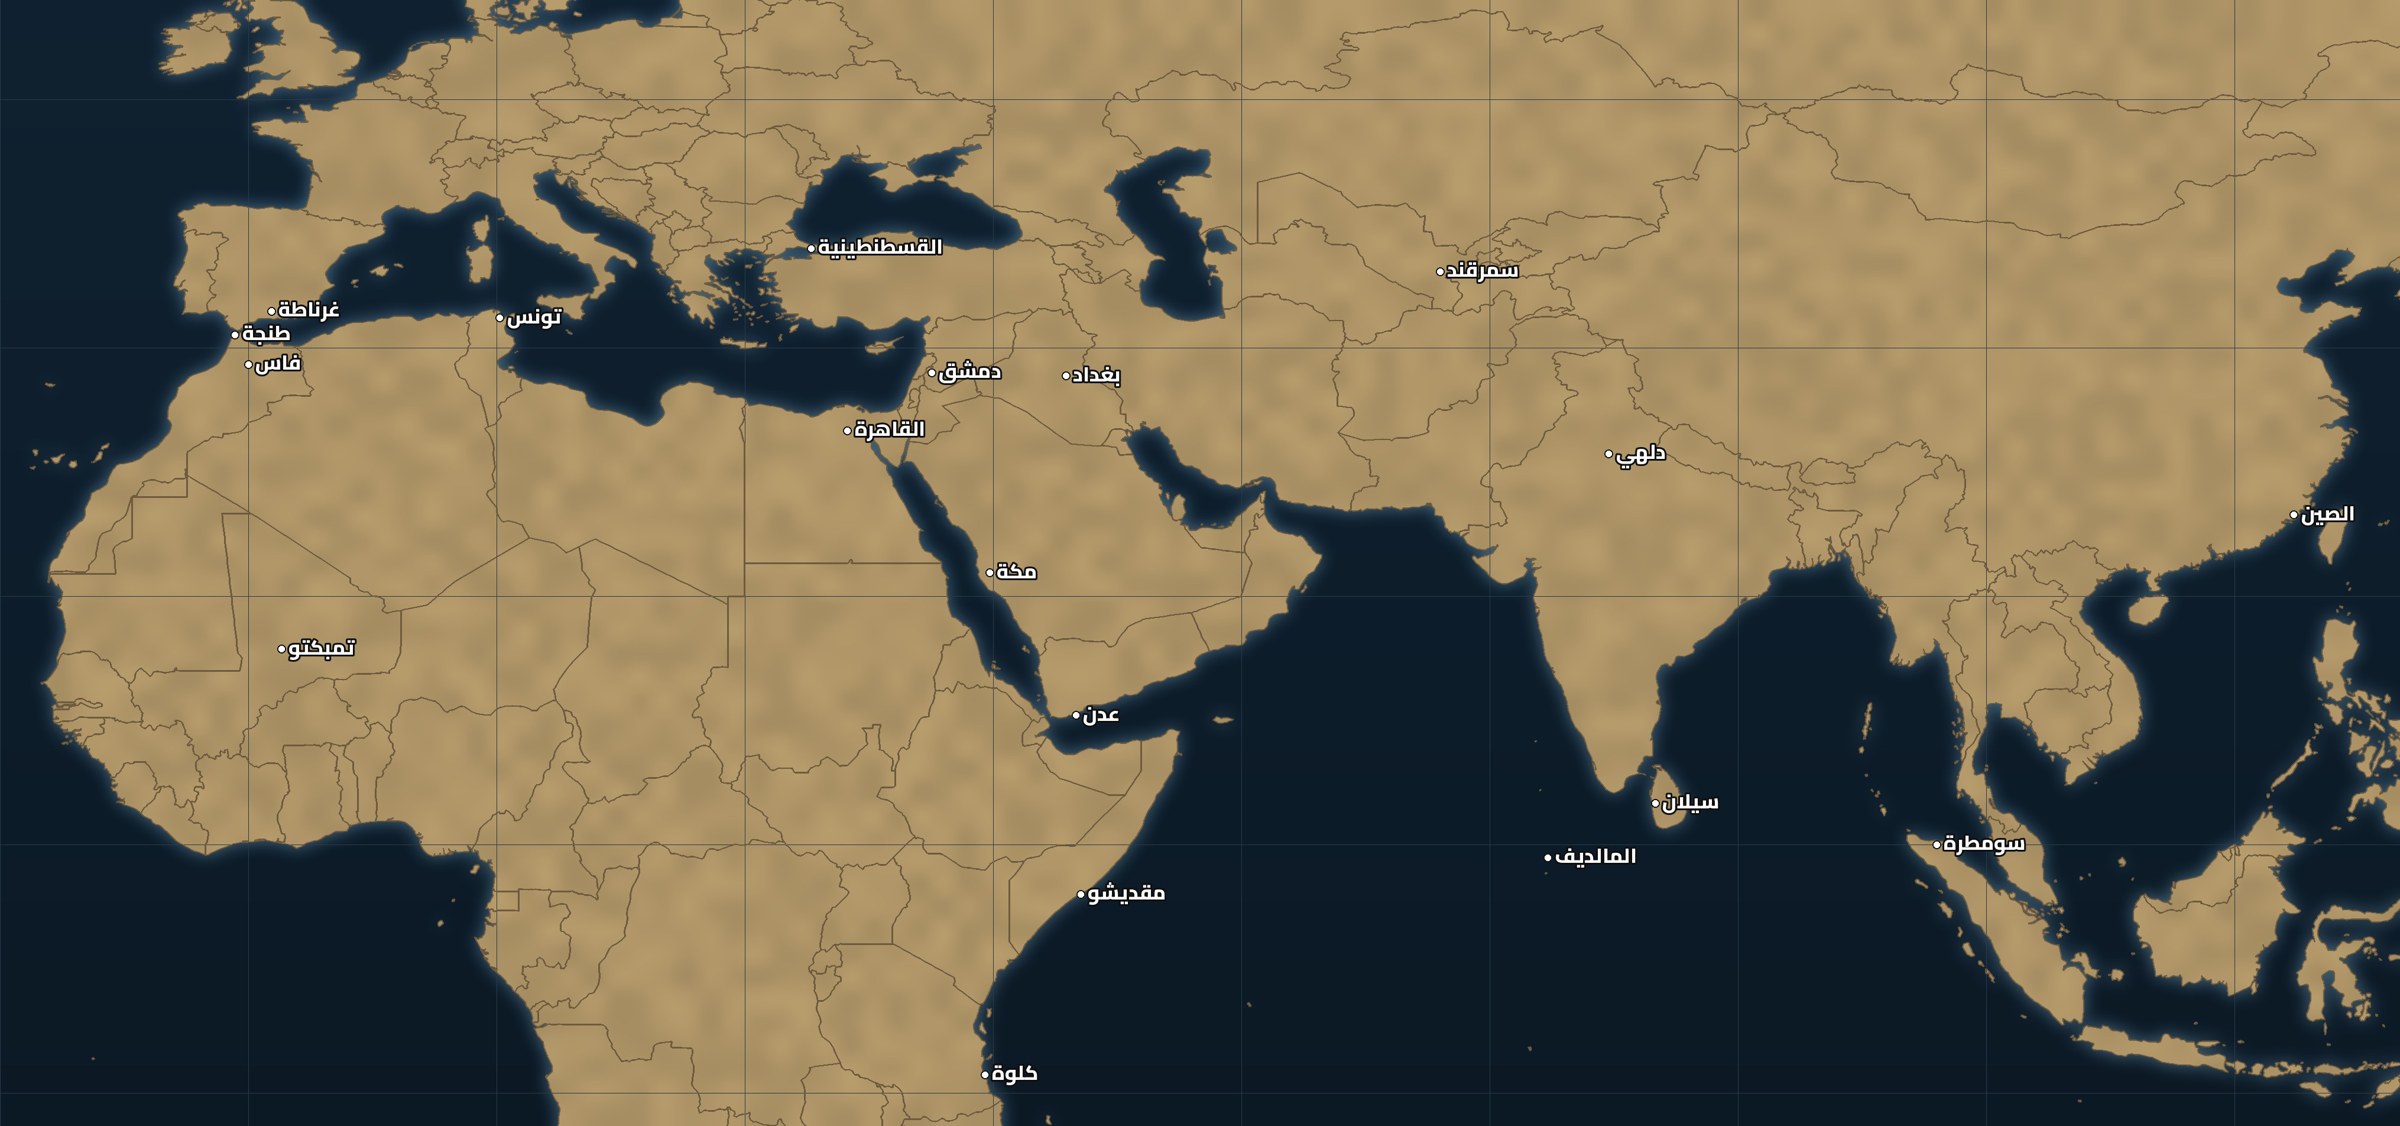 القسطنطينية
سمرقند
غرناطة
تونس
طنجة
فاس
دمشق
بغداد
القاهرة
دلهي
الصين
مكة
تمبكتو
عدن
سيلان
سومطرة
المالديف
مقديشو
كلوة